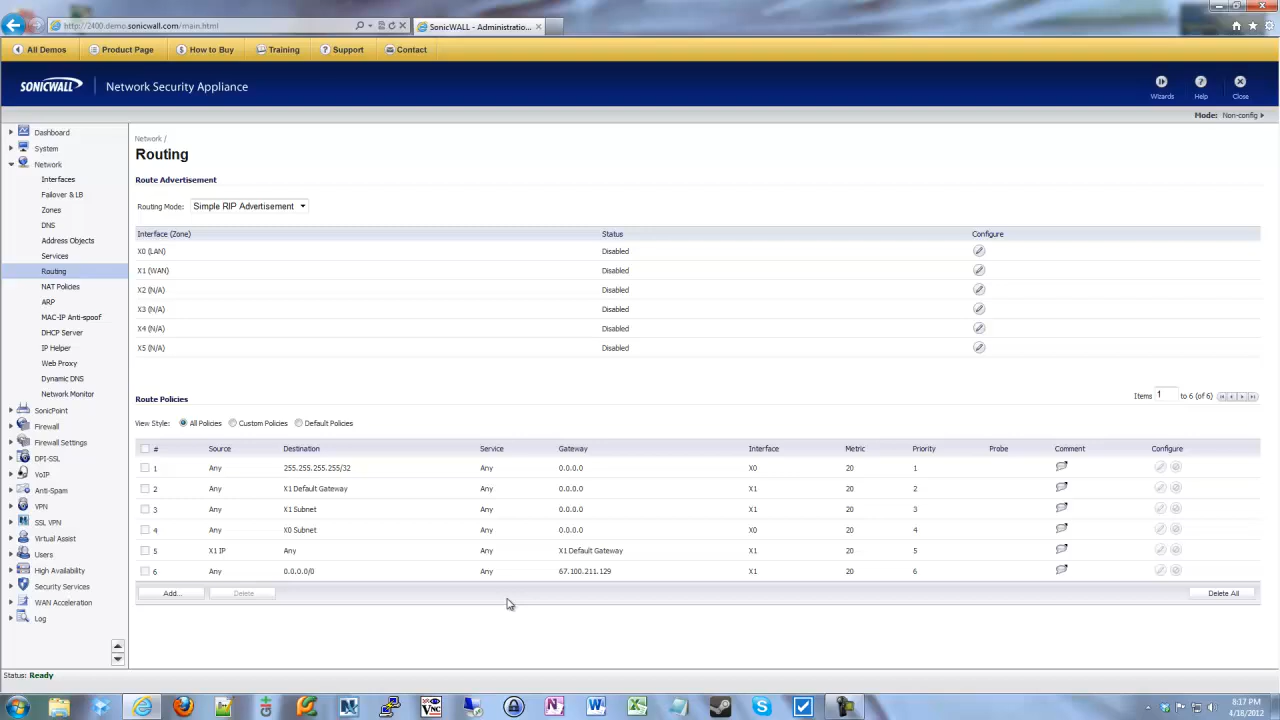 http://2400.demo.sonicwall.com/main.html
SonicWALL - Administratio...
All Demos
Product Page
How to Buy
Training
Support
Contact
SONICWALL
Network Security Appliance
Wizards
Help
Close
Mode: Non-config
Dashboard
System
Network
Interfaces
Failover & LB
Zones
DNS
Address Objects
Services
Routing
NAT Policies
ARP
MAC-IP Anti-spoof
DHCP Server
IP Helper
Web Proxy
Dynamic DNS
Network Monitor
SonicPoint
Firewall
Firewall Settings
DPI-SSL
VoIP
Anti-Spam
VPN
SSL VPN
Virtual Assist
Users
High Availability
Security Services
WAN Acceleration
Log
Status: Ready
Network /
Routing
Route Advertisement
Routing Mode: Simple RIP Advertisement
Interface (Zone) Status Configure
X0 (LAN) Disabled
X1 (WAN) Disabled
X2 (N/A) Disabled
X3 (N/A) Disabled
X4 (N/A) Disabled
X5 (N/A) Disabled
Route Policies
Items 1 to 6 (of 6)
View Style: All Policies Custom Policies Default Policies
# Source Destination Service Gateway Interface Metric Priority Probe Comment Configure
1 Any 255.255.255.255/32 Any 0.0.0.0 X0 20 1
2 Any X1 Default Gateway Any 0.0.0.0 X1 20 2
3 Any X1 Subnet Any 0.0.0.0 X1 20 3
4 Any X0 Subnet Any 0.0.0.0 X0 20 4
5 X1 IP Any Any X1 Default Gateway X1 20 5
6 Any 0.0.0.0/0 Any 67.100.211.129 X1 20 6
Add... Delete Delete All
8:17 PM
4/18/2012